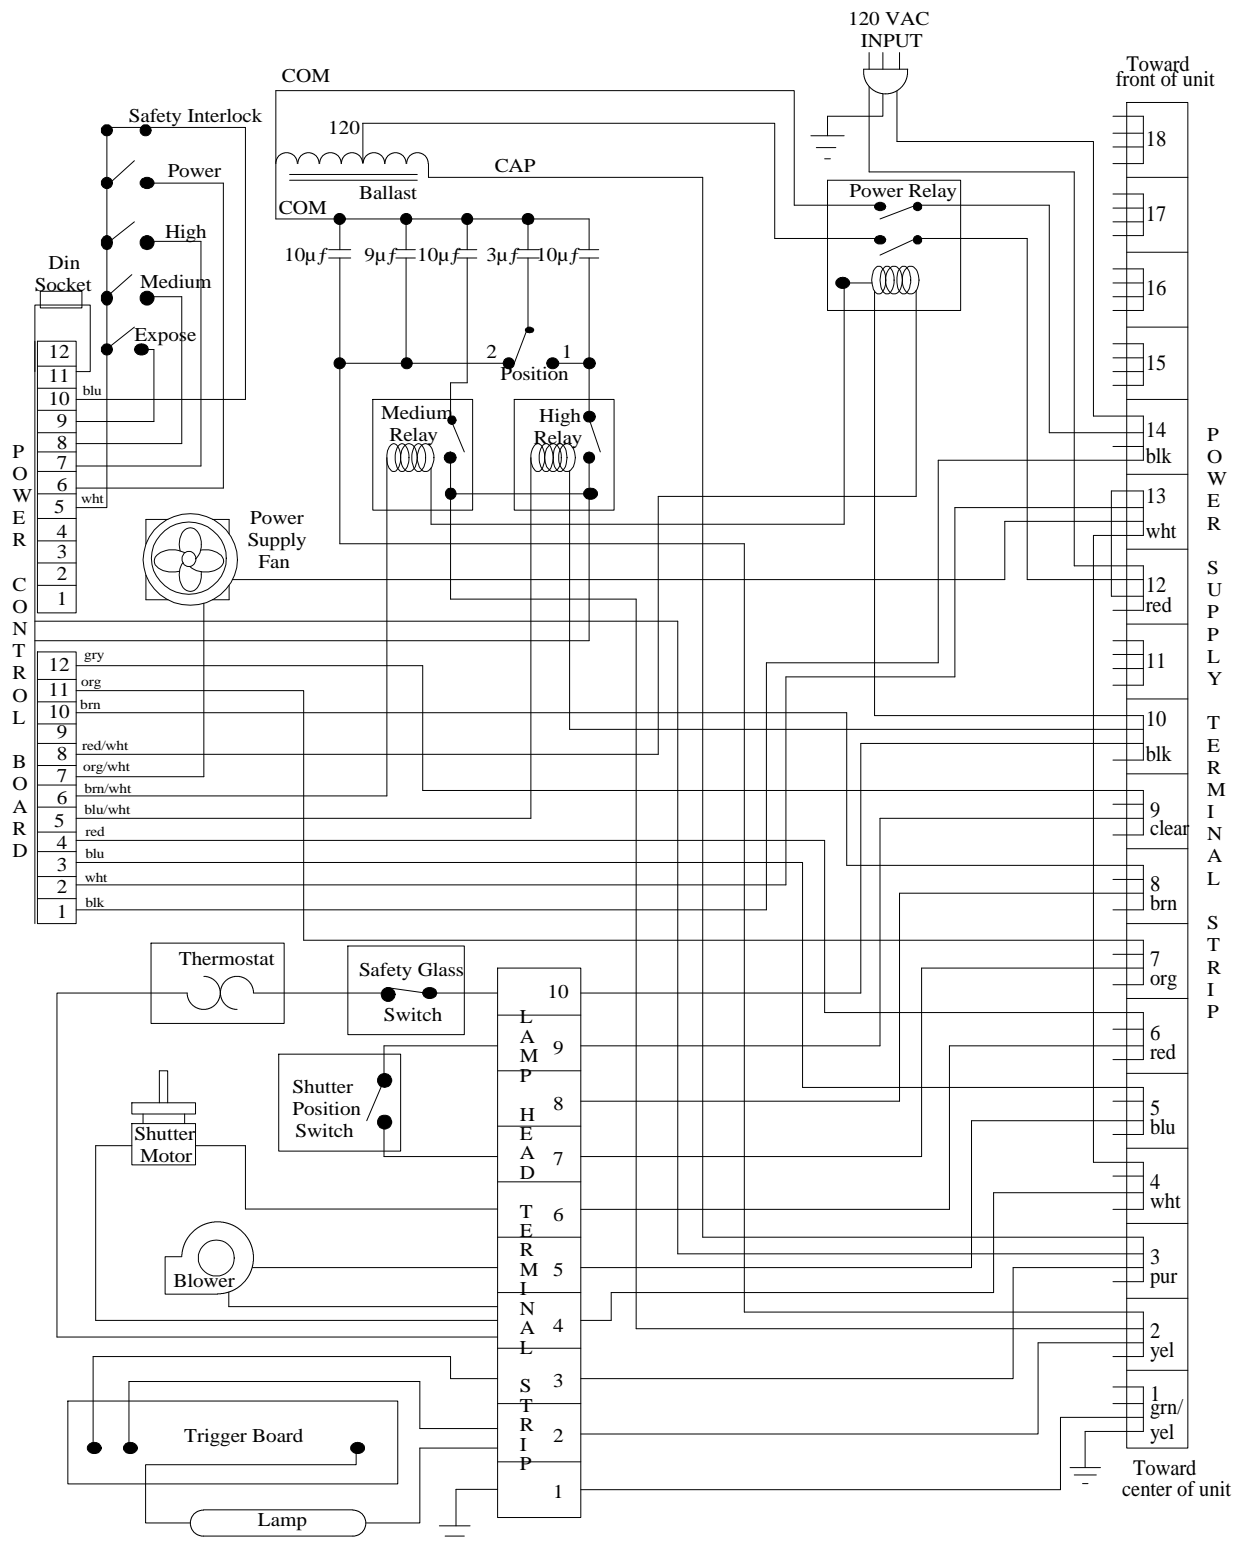 120 VAC
INPUT
Toward
front of unit
COM
Safety Interlock
120
CAP
Power
Ballast
Power Relay
COM
High
10µf
9µf
10µf
3µf
10µf
Din
Socket
Medium
Expose
2
1
Position
Medium
Relay
High
Relay
12
11
10
9
8
7
6
5
4
3
2
1
blu
wht
Power
Supply
Fan
POWER CONTROL BOARD
12
11
10
9
8
7
6
5
4
3
2
1
gry
org
brn
red/wht
org/wht
brn/wht
blu/wht
red
blu
wht
blk
18
17
16
15
14
blk
13
wht
12
red
11
10
blk
9
clear
8
brn
7
org
6
red
5
blu
4
wht
3
pur
2
yel
1
grn/
yel
POWER SUPPLY TERMINAL STRIP
Toward
center of unit
Thermostat
Safety Glass
Switch
Shutter
Position
Switch
Shutter
Motor
Blower
Trigger Board
Lamp
LAMP HEAD TERMINAL STRIP
10
9
8
7
6
5
4
3
2
1